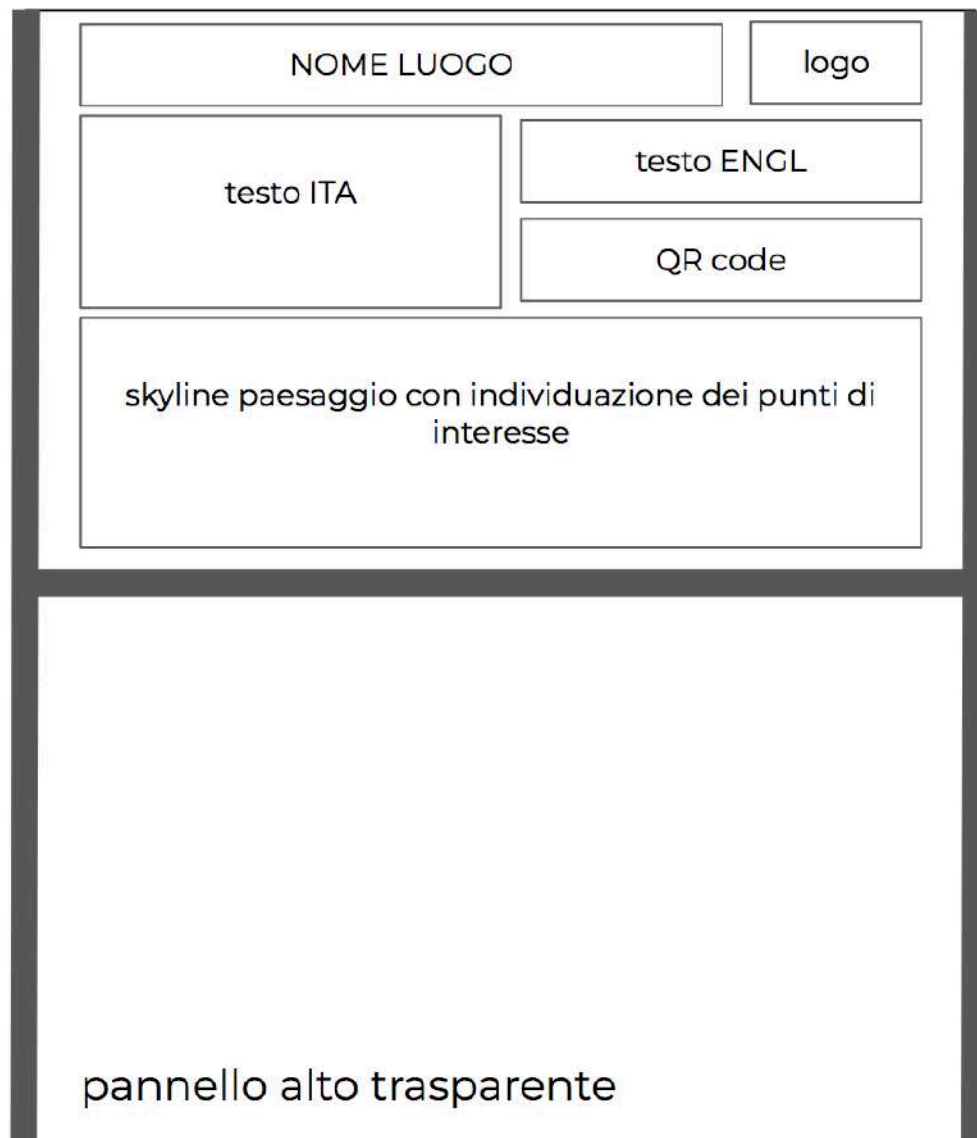 NOME LUOGO
logo
testo ITA
testo ENGL
QR code
skyline paesaggio con individuazione dei punti di
interesse
pannello alto trasparente